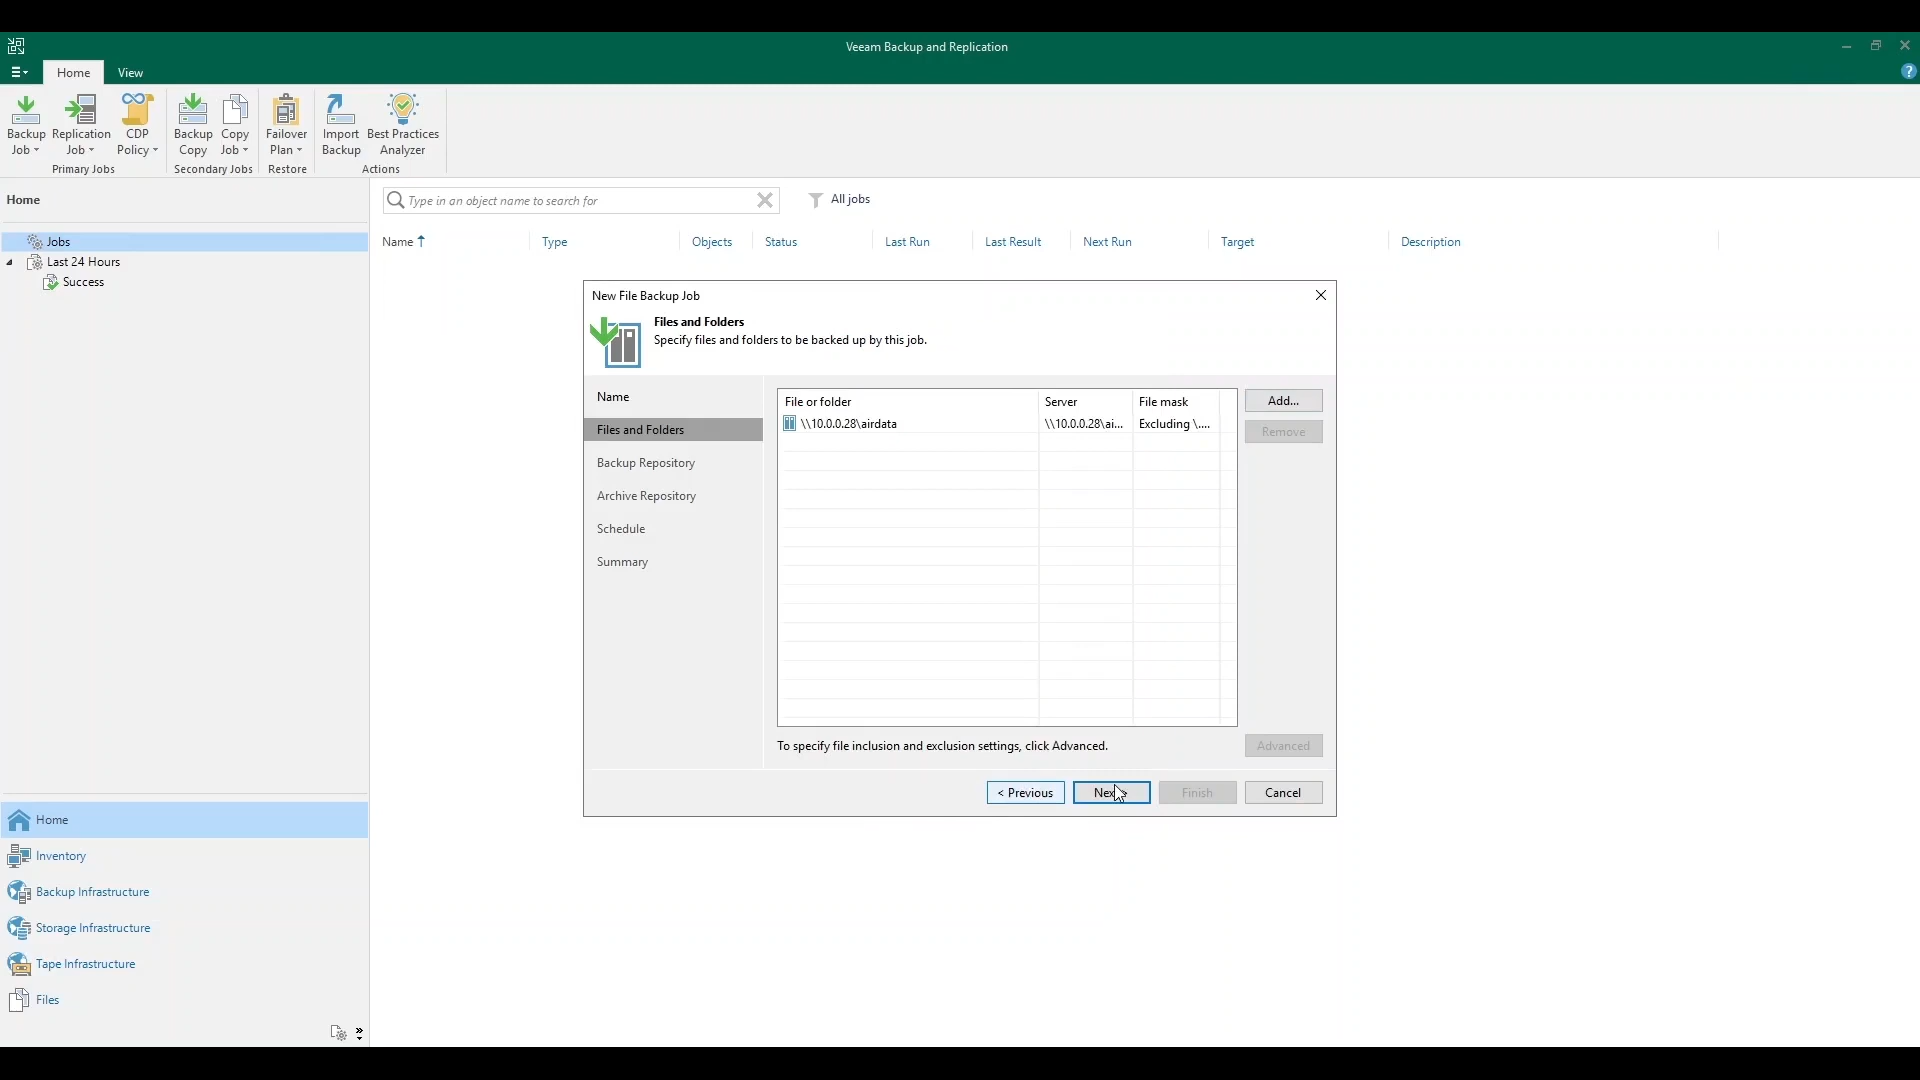 Veeam Backup and Replication
Home View
Backup Job Replication Job CDP Policy Backup Copy Copy Job Failover Plan Import Backup Best Practices Analyzer
Primary Jobs Secondary Jobs Restore Actions
Home
Type in an object name to search for All jobs
Jobs
Last 24 Hours
Success
Name Type Objects Status Last Run Last Result Next Run Target Description
New File Backup Job
Files and Folders
Specify files and folders to be backed up by this job.
Name
Files and Folders
Backup Repository
Archive Repository
Schedule
Summary
File or folder Server File mask
\\10.0.0.28\airdata \\10.0.0.28\ai... Excluding \....
Add...
Remove
To specify file inclusion and exclusion settings, click Advanced. Advanced
< Previous Next > Finish Cancel
Home
Inventory
Backup Infrastructure
Storage Infrastructure
Tape Infrastructure
Files